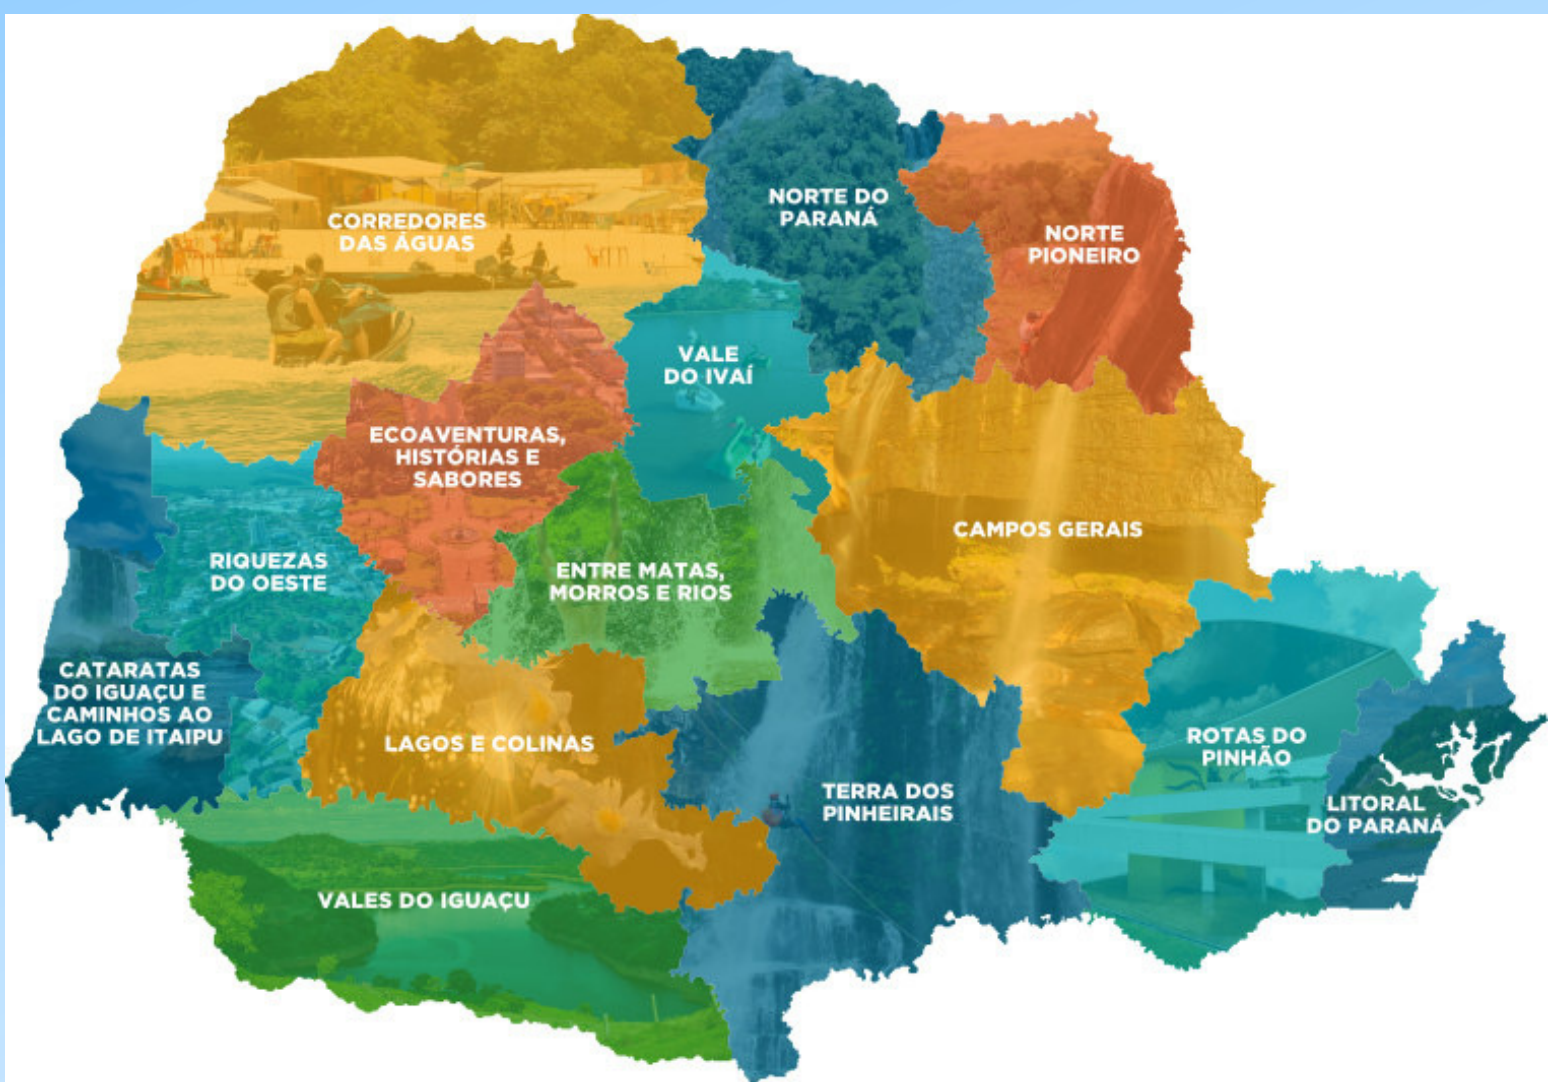 NORTE DO
PARANÁ
CORREDORES
DAS ÁGUAS
NORTE
PIONEIRO
VALE
DO IVAÍ
ECOAVENTURAS,
HISTÓRIAS E
SABORES
CAMPOS GERAIS
RIQUEZAS
DO OESTE
ENTRE MATAS,
MORROS E RIOS
CATARATAS
DO IGUAÇU E
CAMINHOS AO
LAGO DE ITAIPU
LAGOS E COLINAS
ROTAS DO
PINHÃO
TERRA DOS
PINHEIRAIS
LITORAL
DO PARANÁ
VALES DO IGUAÇU